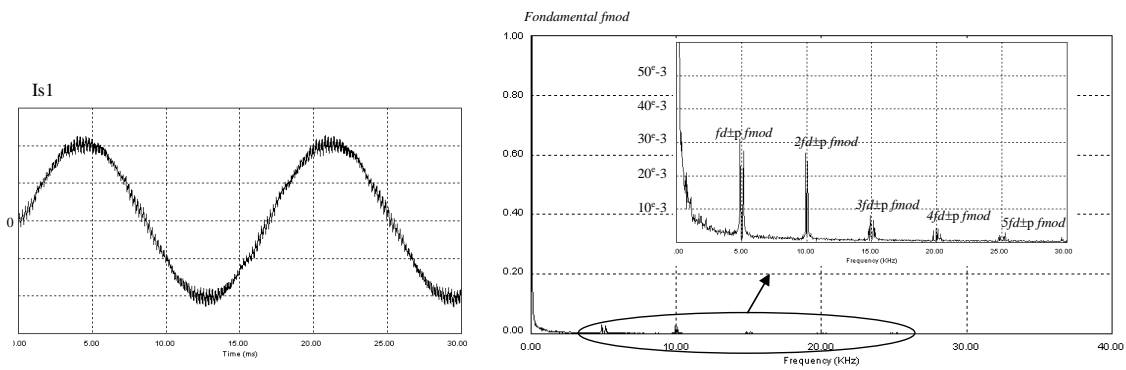 Is1
0
0.00 5.00 10.00 15.00 20.00 25.00 30.00
Time (ms)
Fondamental fmod
1.00
0.80
0.60
0.40
0.20
0.00
0.00 10.00 20.00 30.00 40.00
Frequency (KHz)
50e-3
40e-3
30e-3
20e-3
10e-3
fd±p fmod
2fd±p fmod
3fd±p fmod
4fd±p fmod
5fd±p fmod
0.00 5.00 10.00 15.00 20.00 25.00 30.00
Frequency (KHz)